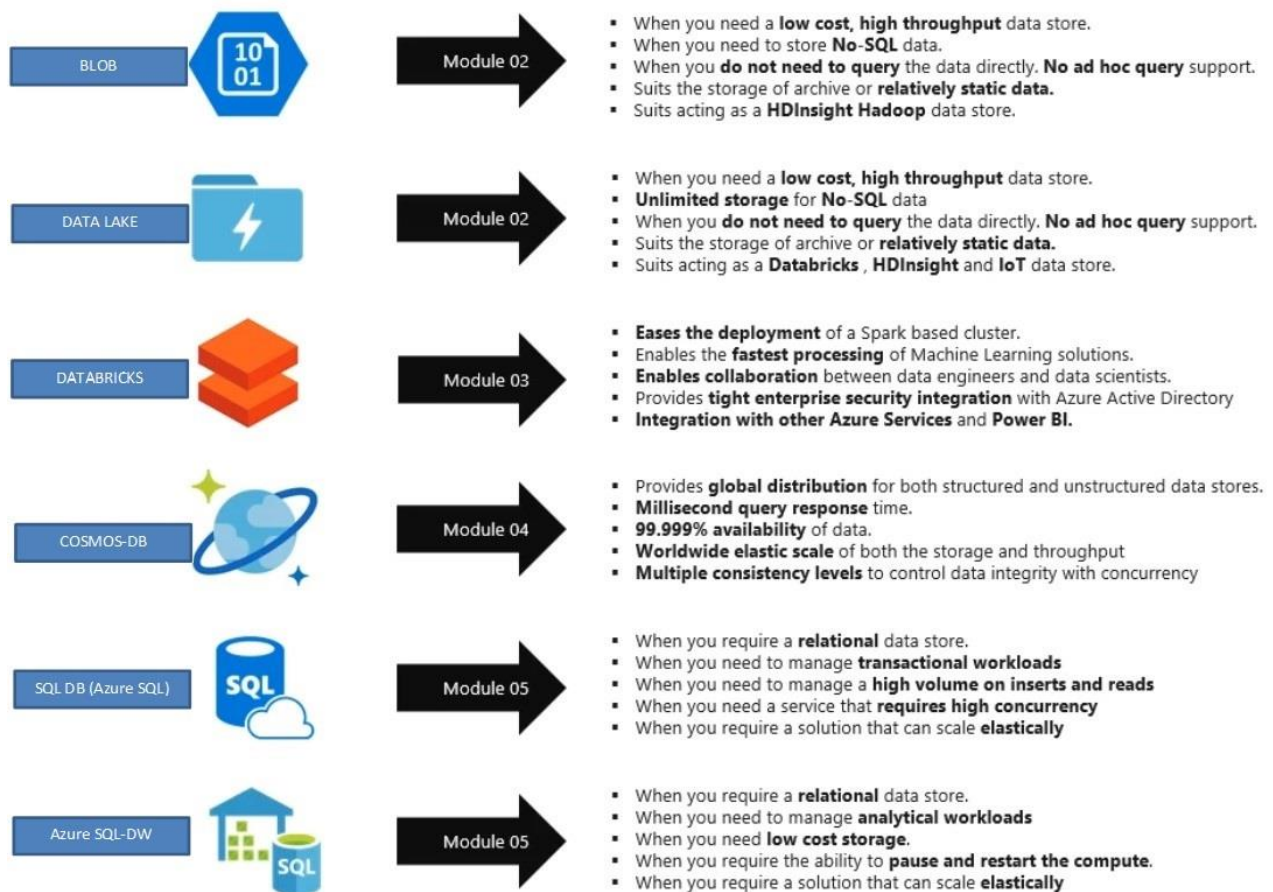 BLOB
10
01
Module 02
▪ When you need a low cost, high throughput data store.
▪ When you need to store No-SQL data.
▪ When you do not need to query the data directly. No ad hoc query support.
▪ Suits the storage of archive or relatively static data.
▪ Suits acting as a HDInsight Hadoop data store.
DATA LAKE
Module 02
▪ When you need a low cost, high throughput data store.
▪ Unlimited storage for No-SQL data
▪ When you do not need to query the data directly. No ad hoc query support.
▪ Suits the storage of archive or relatively static data.
▪ Suits acting as a Databricks , HDInsight and IoT data store.
DATABRICKS
Module 03
▪ Eases the deployment of a Spark based cluster.
▪ Enables the fastest processing of Machine Learning solutions.
▪ Enables collaboration between data engineers and data scientists.
▪ Provides tight enterprise security integration with Azure Active Directory
▪ Integration with other Azure Services and Power BI.
COSMOS-DB
Module 04
▪ Provides global distribution for both structured and unstructured data stores.
▪ Millisecond query response time.
▪ 99.999% availability of data.
▪ Worldwide elastic scale of both the storage and throughput
▪ Multiple consistency levels to control data integrity with concurrency
SQL DB (Azure SQL)
SQL
Module 05
▪ When you require a relational data store.
▪ When you need to manage transactional workloads
▪ When you need to manage a high volume on inserts and reads
▪ When you need a service that requires high concurrency
▪ When you require a solution that can scale elastically
Azure SQL-DW
SQL
Module 05
▪ When you require a relational data store.
▪ When you need to manage analytical workloads
▪ When you need low cost storage.
▪ When you require the ability to pause and restart the compute.
▪ When you require a solution that can scale elastically